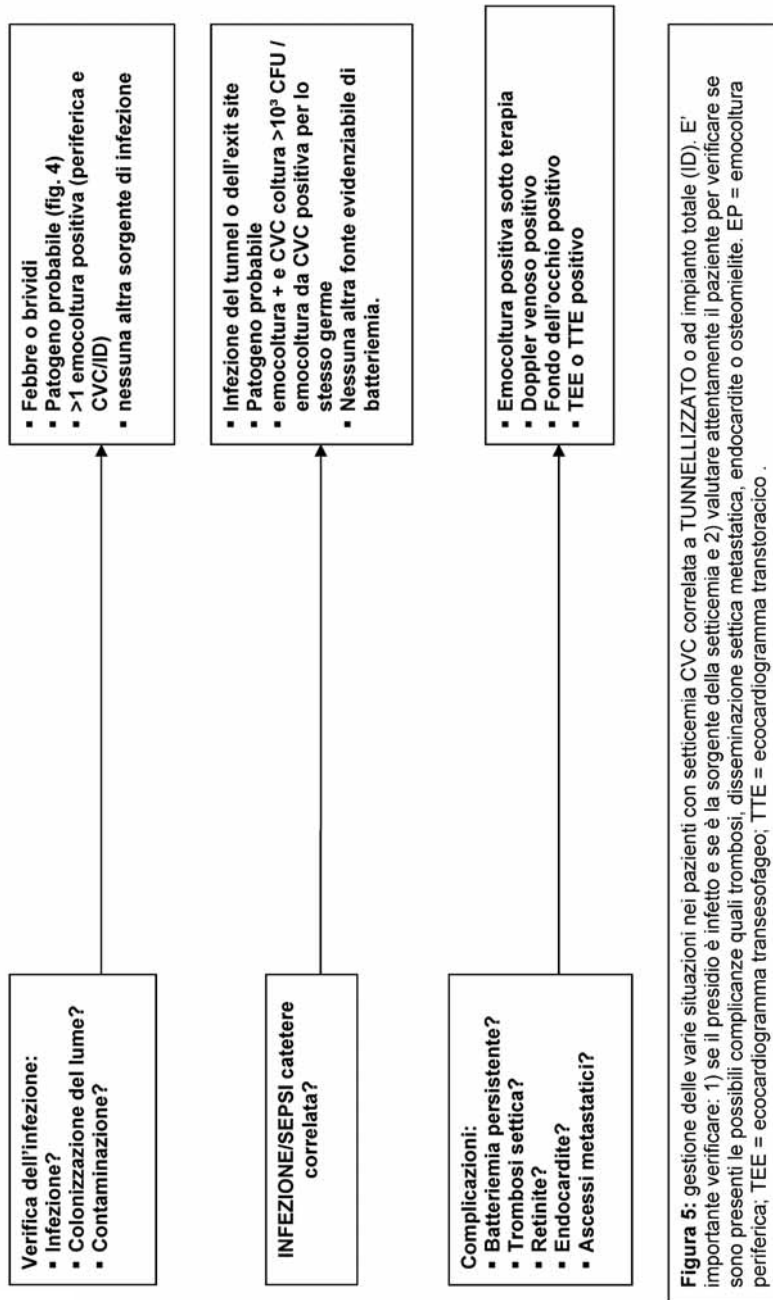 Verifica dell'infezione:
▪ Infezione?
▪ Colonizzazione del lume?
▪ Contaminazione?
▪ Febbre o brividi
▪ Patogeno probabile (fig. 4)
▪ >1 emocoltura positiva (periferica e
CVC/ID)
▪ nessuna altra sorgente di infezione
INFEZIONE/SEPSI catetere
correlata?
▪ Infezione del tunnel o dell'exit site
▪ Patogeno probabile
▪ emocoltura + e CVC coltura >10³ CFU /
emocoltura da CVC positiva per lo
stesso germe
▪ Nessuna altra fonte evidenziabile di
batteriemia.
Complicazioni:
▪ Batteriemia persistente?
▪ Trombosi settica?
▪ Retinite?
▪ Endocardite?
▪ Ascessi metastatici?
▪ Emocoltura positiva sotto terapia
▪ Doppler venoso positivo
▪ Fondo dell'occhio positivo
▪ TEE o TTE positivo
Figura 5: gestione delle varie situazioni nei pazienti con setticemia CVC correlata a TUNNELLIZZATO o ad impianto totale (ID). E'
importante verificare: 1) se il presidio è infetto e se è la sorgente della setticemia e 2) valutare attentamente il paziente per verificare se
sono presenti le possibili complicanze quali trombosi, disseminazione settica metastatica, endocardite o osteomielite. EP = emocoltura
periferica; TEE = ecocardiogramma transesofageo; TTE = ecocardiogramma transtoracico .